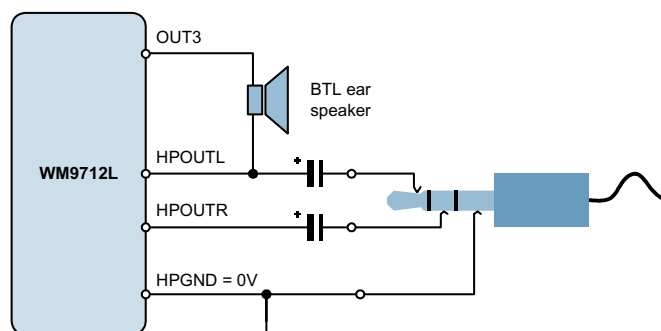 OUT3
BTL ear
speaker
HPOUTL
WM9712L
HPOUTR
HPGND = 0V